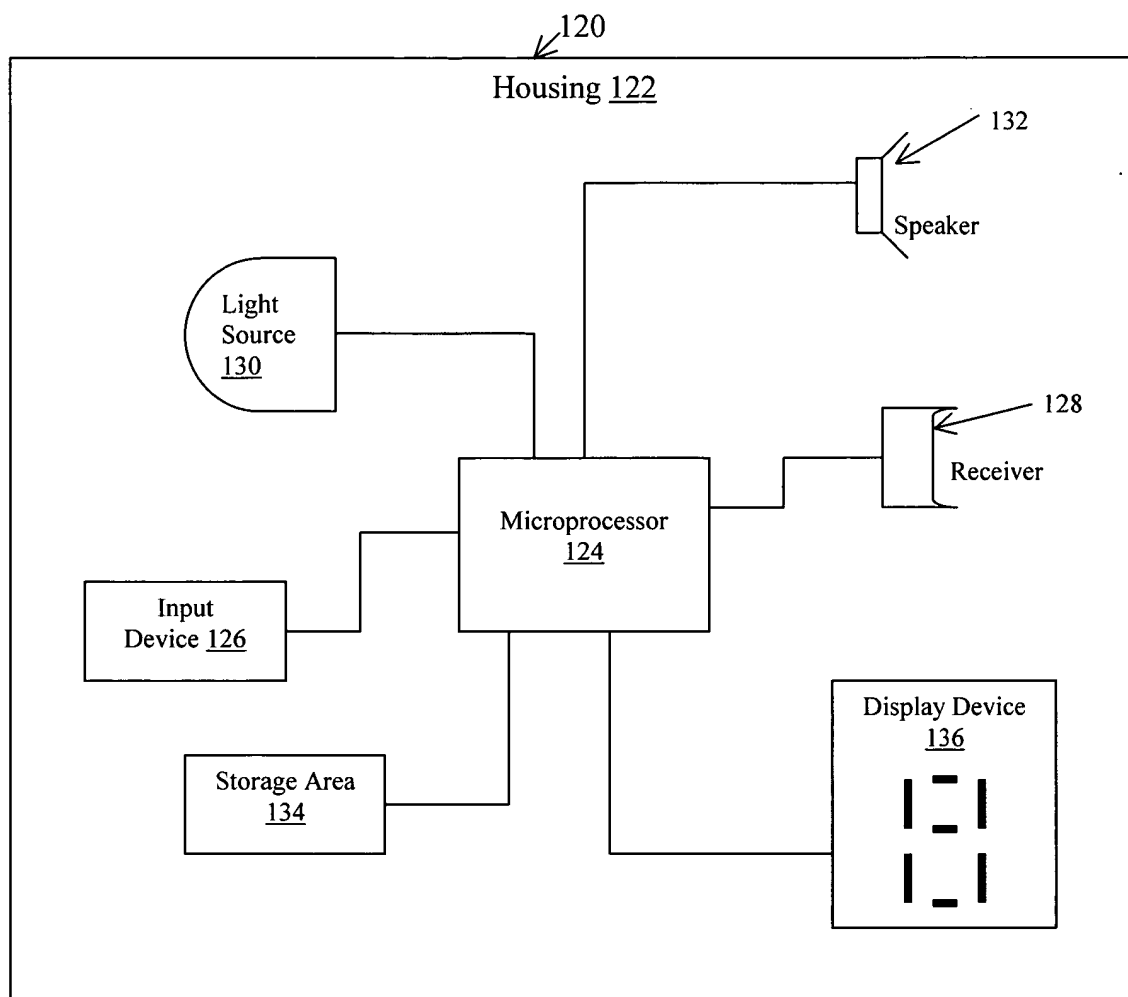 120
Housing 122
132
Speaker
Light
Source
130
128
Receiver
Microprocessor
124
Input
Device 126
Display Device
136
Storage Area
134